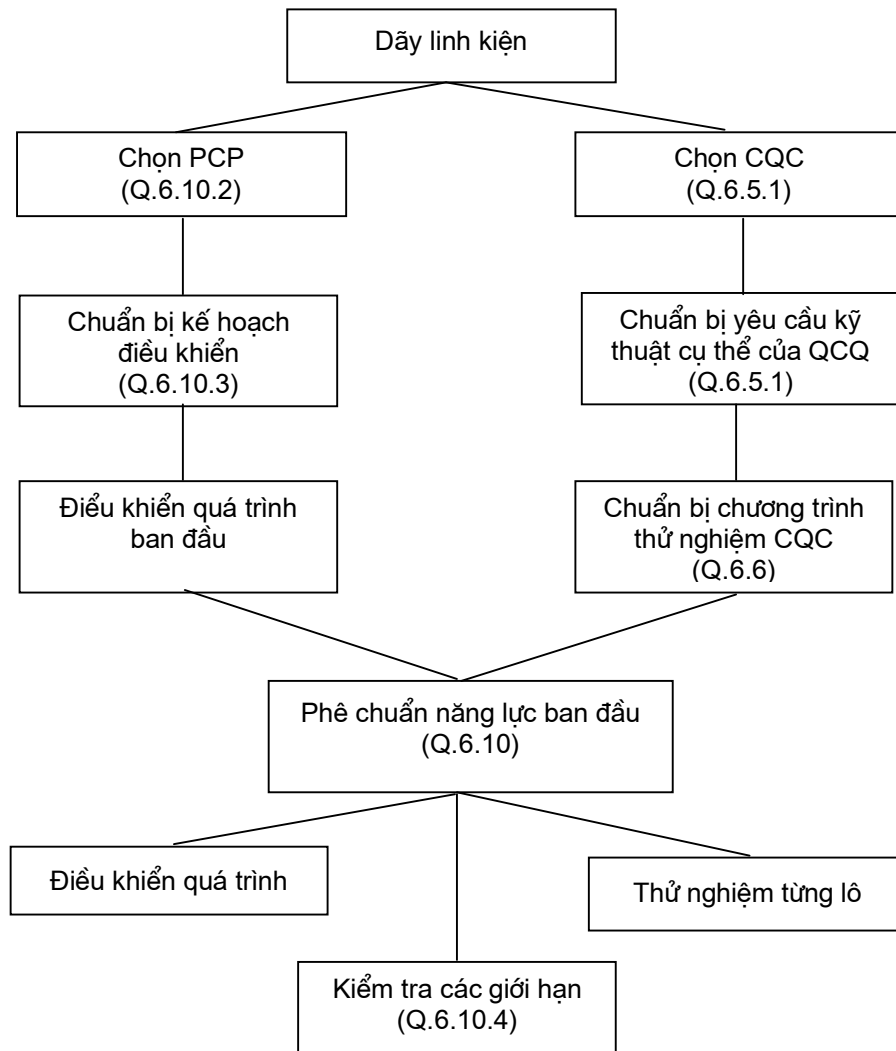 Dãy linh kiện
Chọn PCP
(Q.6.10.2)
Chọn CQC
(Q.6.5.1)
Chuẩn bị kế hoạch
điều khiển
(Q.6.10.3)
Chuẩn bị yêu cầu kỹ
thuật cụ thể của QCQ
(Q.6.5.1)
Điểu khiển quá trình
ban đầu
Chuẩn bị chương trình
thử nghiệm CQC
(Q.6.6)
Phê chuẩn năng lực ban đầu
(Q.6.10)
Điều khiển quá trình
Thử nghiệm từng lô
Kiểm tra các giới hạn
(Q.6.10.4)